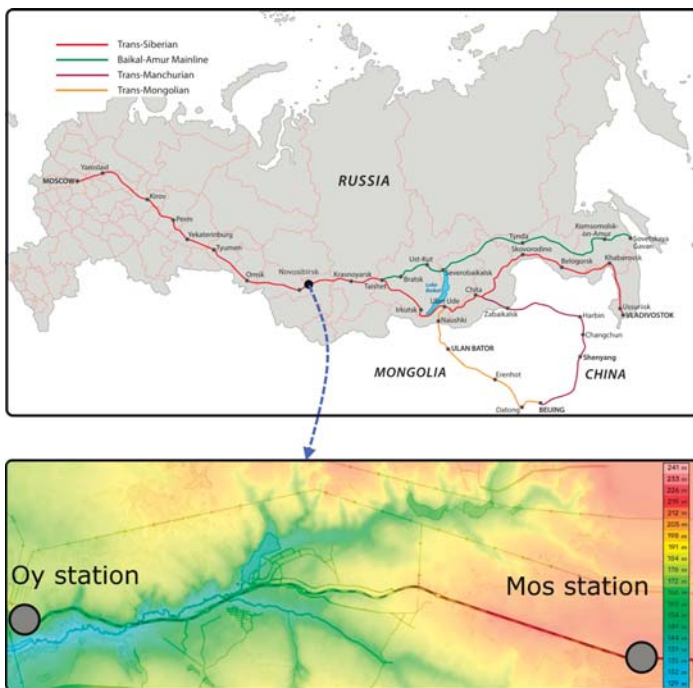 Trans-Siberian
Baikal-Amur Mainline
Trans-Manchurian
Trans-Mongolian
RUSSIA
Yaroslavl
MOSCOW
Kirov
Perm
Yekaterinburg
Tyumen
Omsk
Novosibirsk
Krasnoyarsk
Taishet
Bratsk
Ust-Kut
Severobaikalsk
Tynda
Skovorodino
Komsomolsk-
on-Amur
Sovetskaya
Gavan
Belogorsk
Khabarovsk
Lake
Baikal
Chita
Irkutsk
Ulan Ude
Naushki
Zabaikalsk
Ussurisk
VLADIVOSTOK
Harbin
Changchun
ULAN BATOR
Shenyang
MONGOLIA
CHINA
Erenhot
Datong
BEIJING
Oy station
Mos station
241 m
233 m
226 m
219 m
212 m
205 m
198 m
191 m
184 m